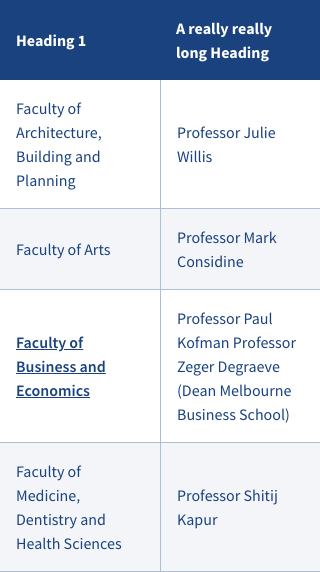 Heading 1
A really really
long Heading
Faculty of
Architecture,
Building and
Planning
Professor Julie
Willis
Faculty of Arts
Professor Mark
Considine
Faculty of
Business and
Economics
Professor Paul
Kofman Professor
Zeger Degraeve
(Dean Melbourne
Business School)
Faculty of
Medicine,
Dentistry and
Health Sciences
Professor Shitij
Kapur